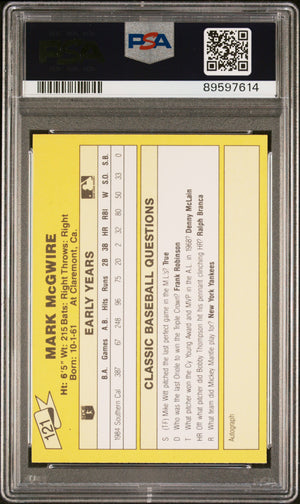 PSA
PSA
89597614
121
MARK McGWIRE
Ht: 6'5" Wt: 215 Bats: Right Throws: Right
Born: 10-1-61 At Claremont, Ca.
EARLY YEARS
B.A. Games A.B. Hits Runs 2B 3B HR RBI W S.O. S.B.
1984 Southern Cal .387 67 248 96 75 20 2 32 80 50 33 0
CLASSIC BASEBALL QUESTIONS
S (T/F) Mike Witt pitched the last perfect game in the M.L's? True
D Who was the last Oriole to win the Triple Crown? Frank Robinson
T What pitcher won the Cy Young Award and MVP in the A.L. in 1968? Denny McLain
HR Off what pitcher did Bobby Thompson hit his pennant clinching HR? Ralph Branca
R What team did Mickey Mantle play for? New York Yankees
Autograph